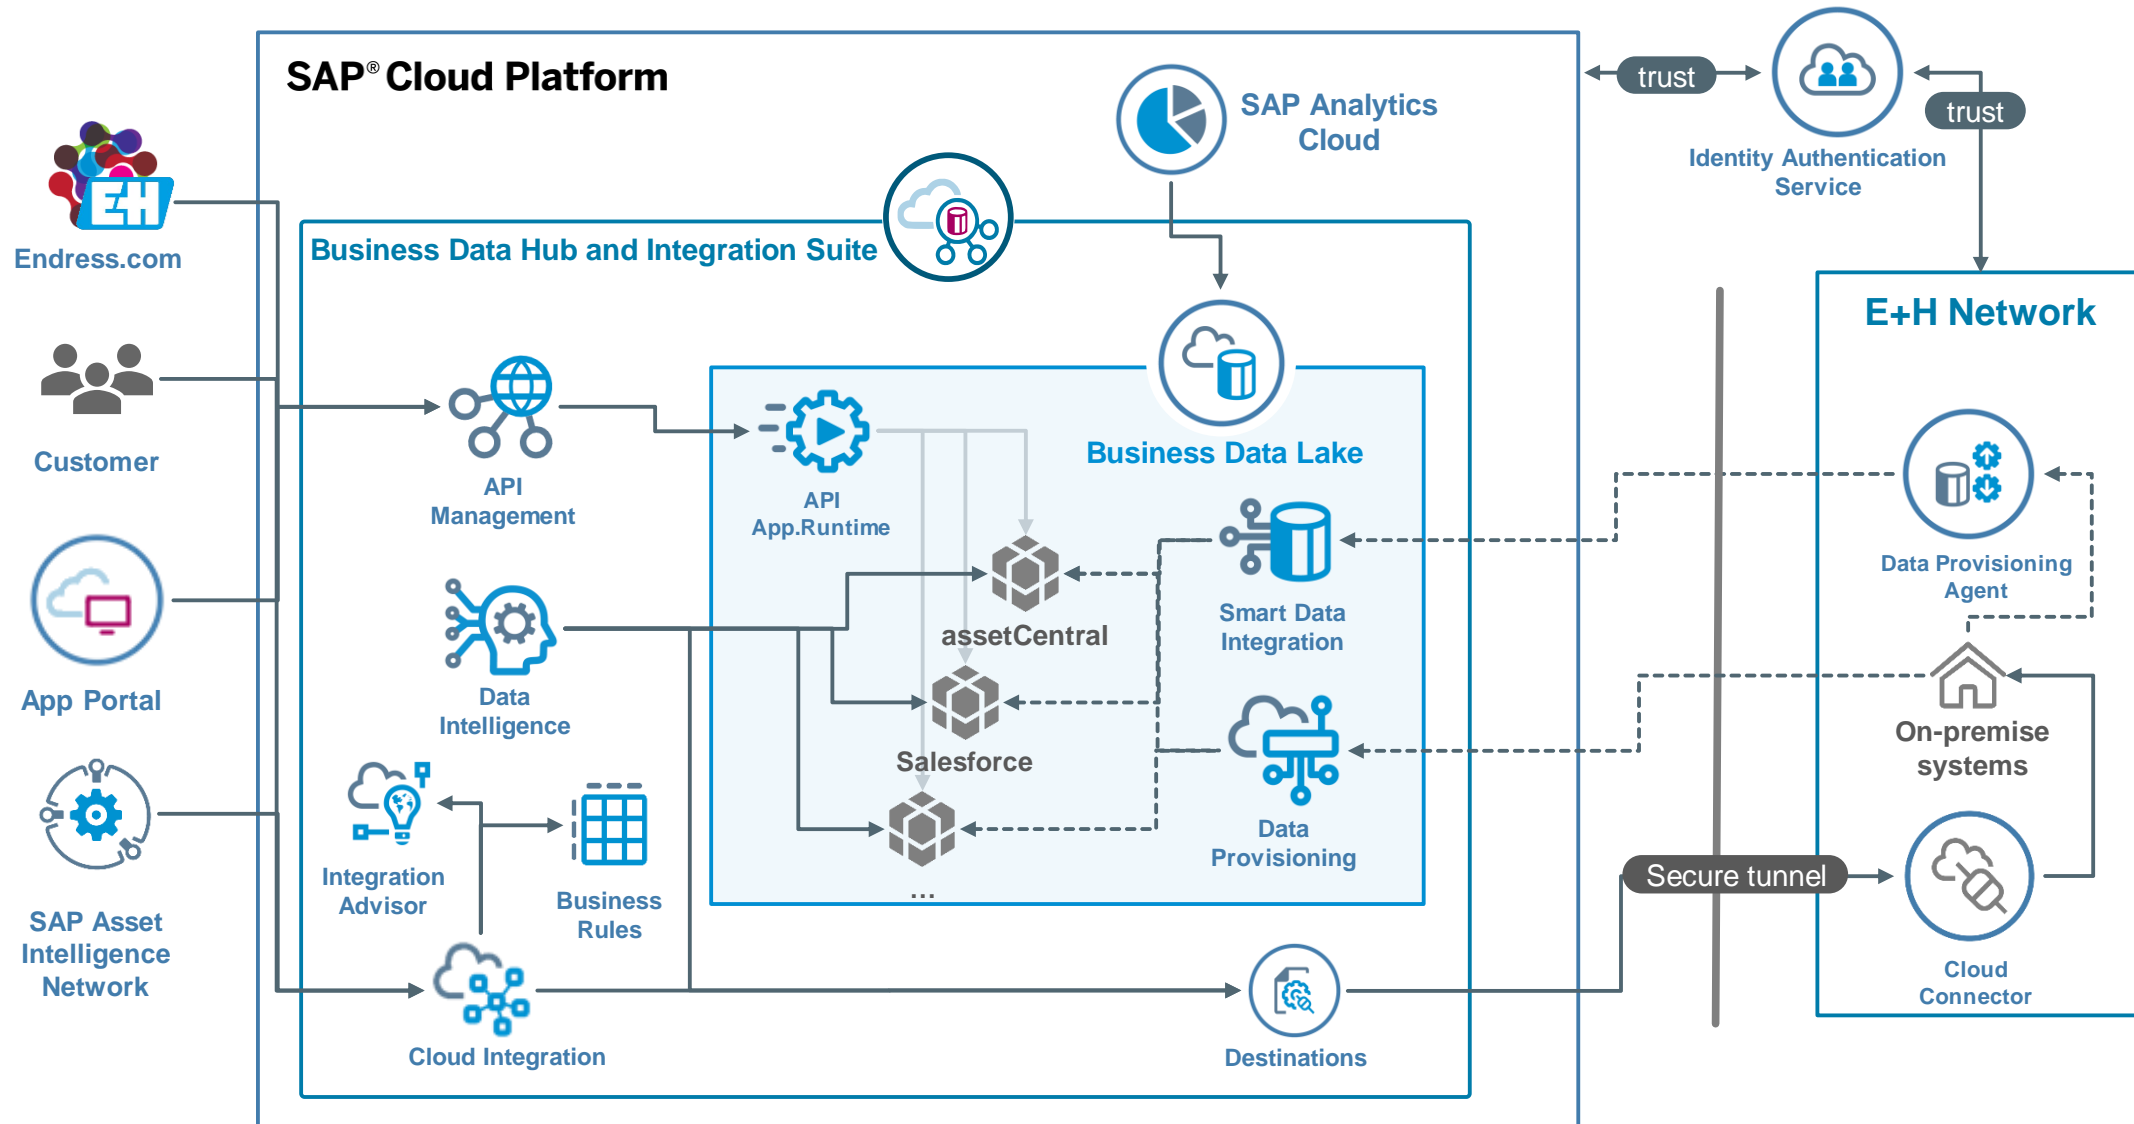 SAP® Cloud Platform
SAP Analytics
Cloud
trust
trust
Identity Authentication
Service
EH
Endress.com
Business Data Hub and Integration Suite
E+H Network
Customer
API
Management
API
App.Runtime
Business Data Lake
Data Provisioning
Agent
Smart Data
Integration
assetCentral
App Portal
Data
Intelligence
Salesforce
On-premise
systems
Data
Provisioning
...
Integration
Advisor
Business
Rules
Secure tunnel
SAP Asset
Intelligence
Network
Cloud
Connector
Cloud Integration
Destinations